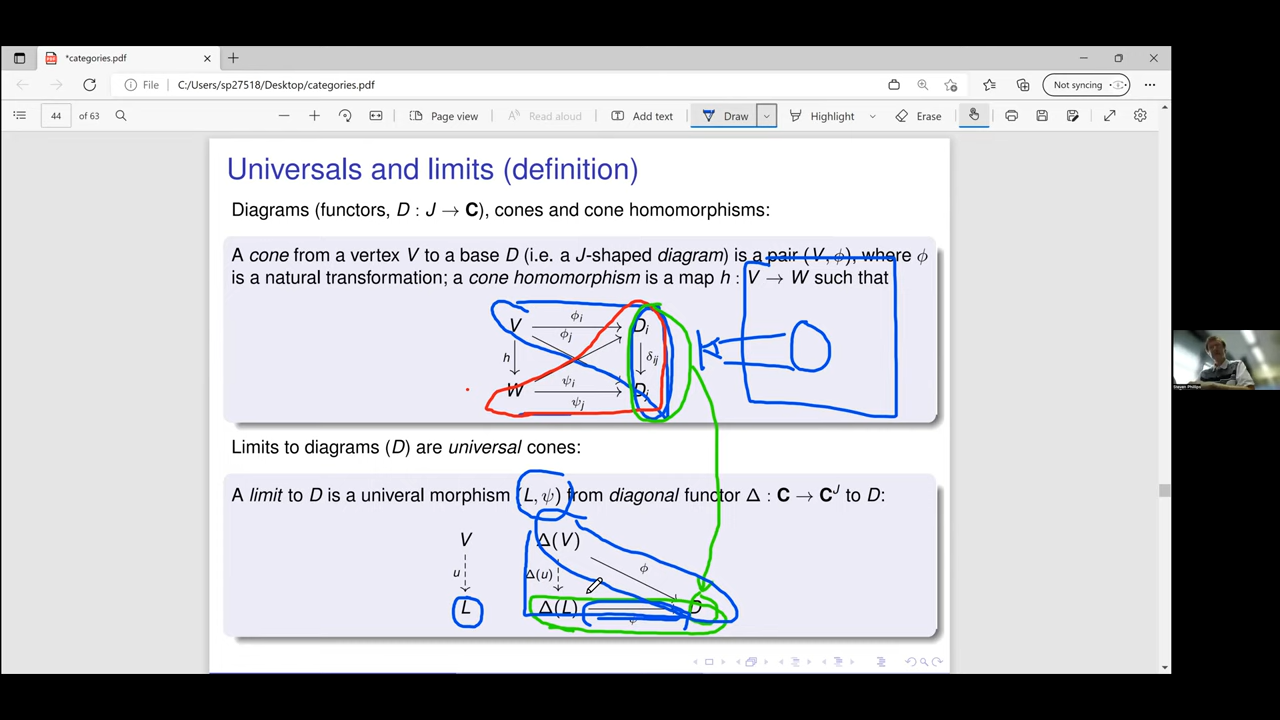 *categories.pdf
File C:/Users/sp27518/Desktop/categories.pdf Not syncing
44 of 63 Page view Read aloud Add text Draw Highlight Erase
Universals and limits (definition)
Diagrams (functors, D : J → C), cones and cone homomorphisms:
A cone from a vertex V to a base D (i.e. a J-shaped diagram) is a pair (V, ϕ), where ϕ
is a natural transformation; a cone homomorphism is a map h : V → W such that
V ϕi ϕj Di
h δij
W ψi ψj Dj
Limits to diagrams (D) are universal cones:
A limit to D is a univeral morphism (L, ψ) from diagonal functor Δ : C → C^J to D:
V Δ(V)
u Δ(u) ϕ
L Δ(L) D
Steven Phillips